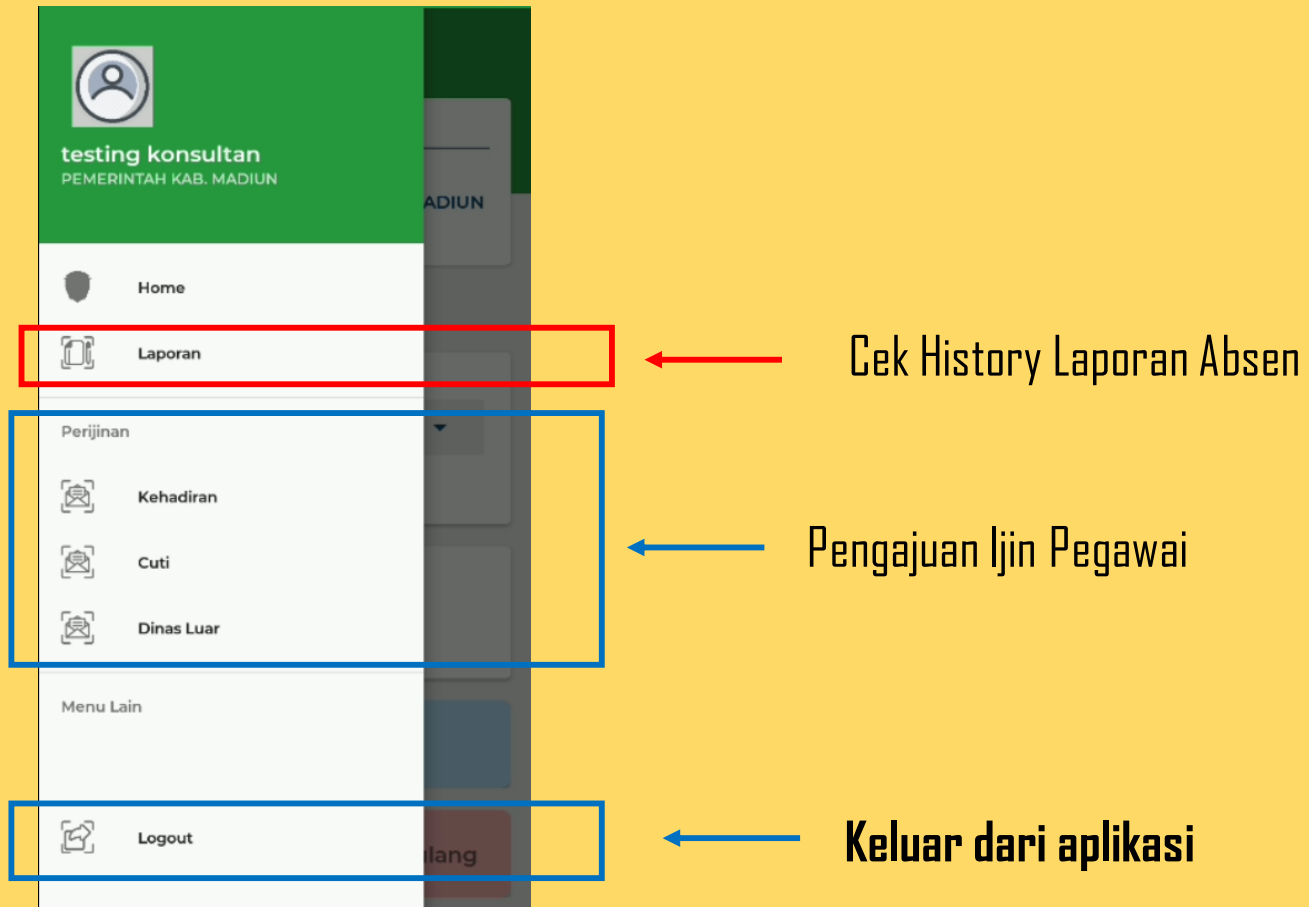 testing konsultan
PEMERINTAH KAB. MADIUN
ADIUN
Home
Laporan
Cek History Laporan Absen
Perijinan
Kehadiran
Cuti
Dinas Luar
Pengajuan Ijin Pegawai
Menu Lain
Logout
ılang
Keluar dari aplikasi